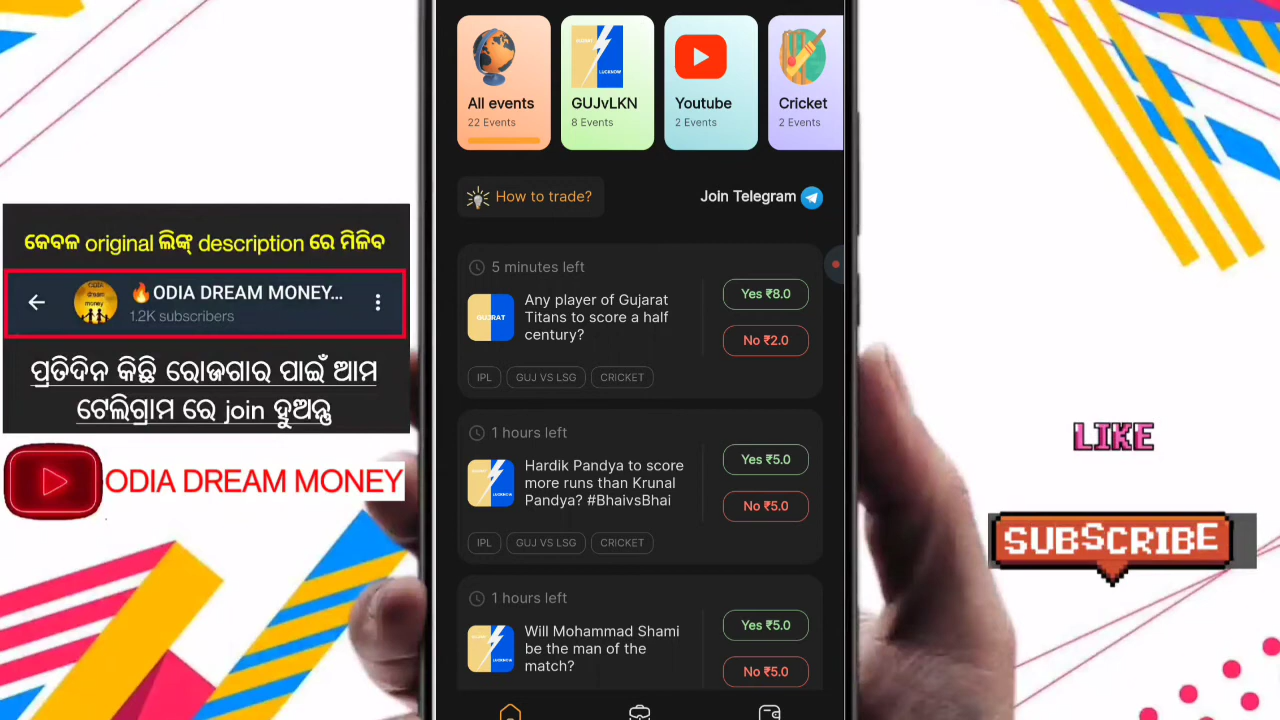 All events
22 Events
GUJvLKN
8 Events
Youtube
2 Events
Cricket
2 Events
How to trade?
Join Telegram
କେବଳ original ଲିଙ୍କ୍ description ରେ ମିଳିବ
🔥ODIA DREAM MONEY...
1.2K subscribers
ପ୍ରତିଦିନ କିଛି ରୋଜଗାର ପାଇଁ ଆମ
ଟେଲିଗ୍ରାମ ରେ join ହୁଅନ୍ତୁ
ODIA DREAM MONEY
5 minutes left
Any player of Gujarat
Titans to score a half
century?
Yes ₹8.0
No ₹2.0
GUJRAT
IPL
GUJ VS LSG
CRICKET
1 hours left
Hardik Pandya to score
more runs than Krunal
Pandya? #BhaivsBhai
Yes ₹5.0
No ₹5.0
IPL
GUJ VS LSG
CRICKET
1 hours left
Will Mohammad Shami
be the man of the
match?
Yes ₹5.0
No ₹5.0
LIKE
SUBSCRIBE